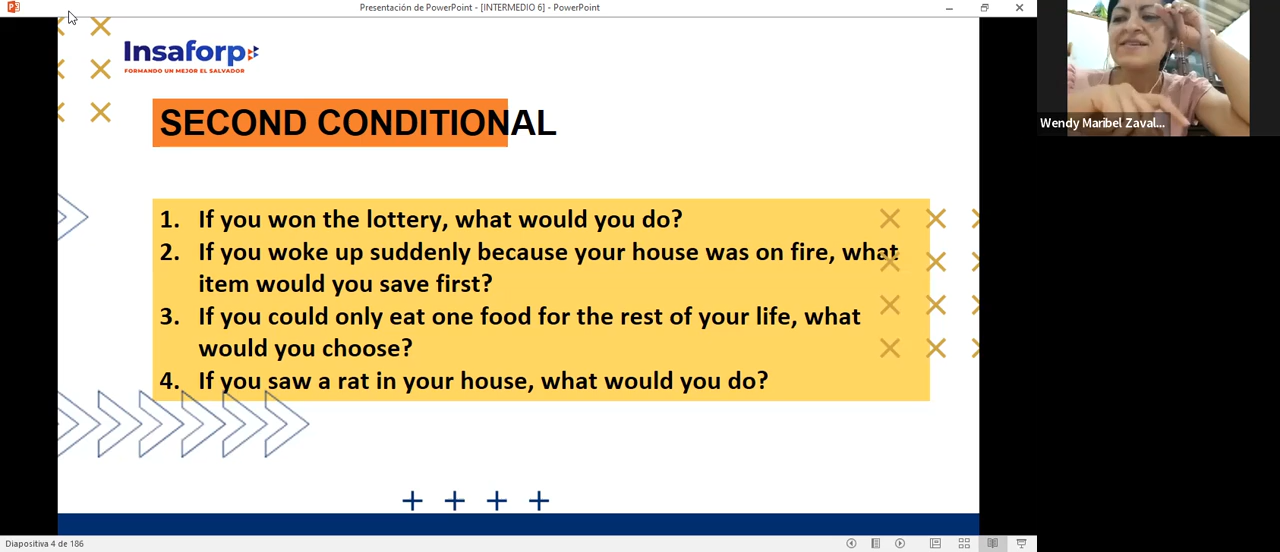 Presentación de PowerPoint - [INTERMEDIO 6] - PowerPoint
Insaforp
FORMANDO UN MEJOR EL SALVADOR
SECOND CONDITIONAL
1. If you won the lottery, what would you do?
2. If you woke up suddenly because your house was on fire, what
item would you save first?
3. If you could only eat one food for the rest of your life, what
would you choose?
4. If you saw a rat in your house, what would you do?
Wendy Maribel Zaval...
Diapositiva 4 de 186